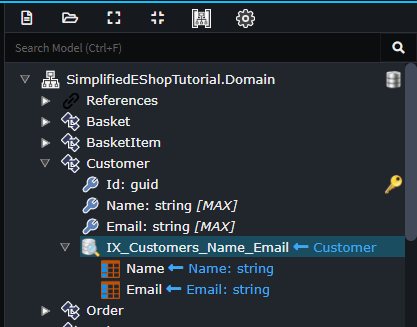 Search Model (Ctrl+F)
SimplifiedEShopTutorial.Domain
References
Basket
BasketItem
Customer
Id: guid
Name: string [MAX]
Email: string [MAX]
IX_Customers_Name_Email ← Customer
Name ← Name: string
Email ← Email: string
Order